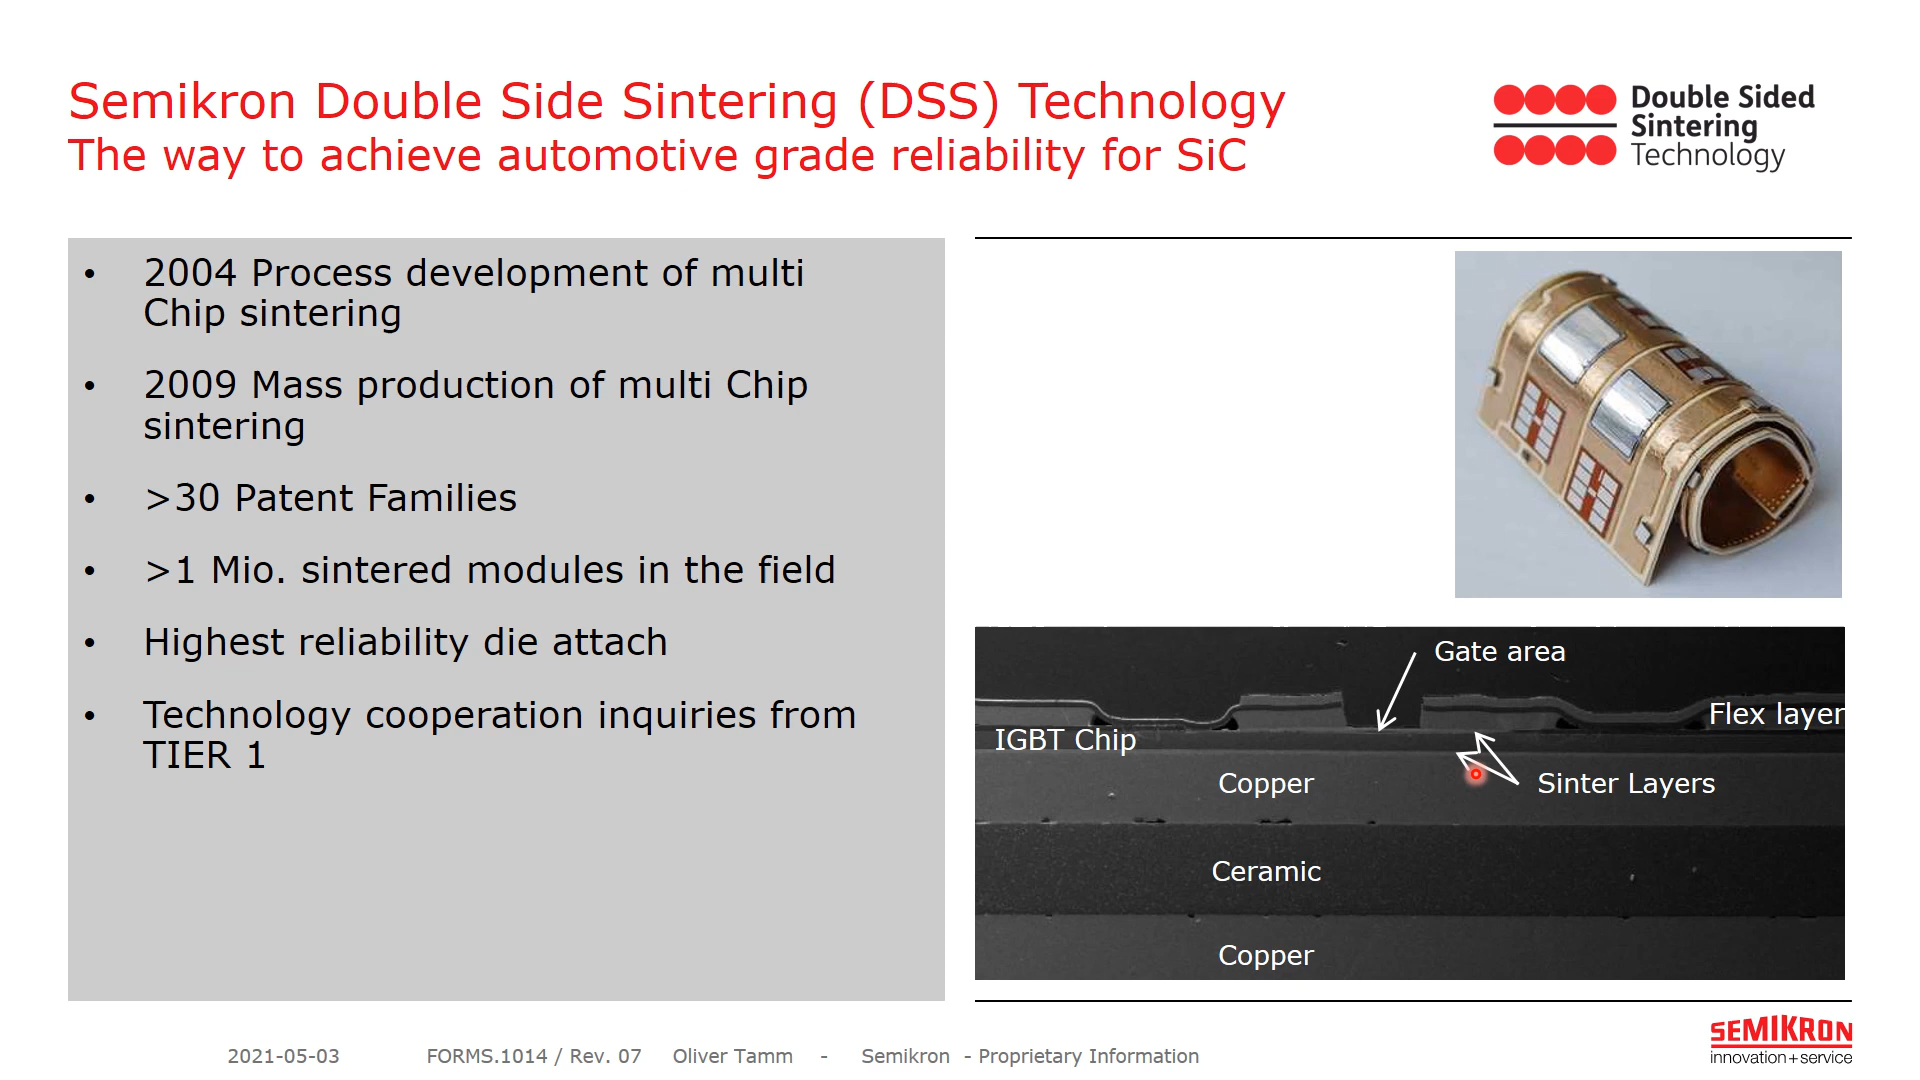 Semikron Double Side Sintering (DSS) Technology
The way to achieve automotive grade reliability for SiC
Double Sided
Sintering
Technology
• 2004 Process development of multi
Chip sintering
• 2009 Mass production of multi Chip
sintering
• >30 Patent Families
• >1 Mio. sintered modules in the field
• Highest reliability die attach
• Technology cooperation inquiries from
TIER 1
Gate area
Flex layer
IGBT Chip
Copper
Sinter Layers
Ceramic
Copper
SEMIKRON
innovation+service
2021-05-03 FORMS.1014 / Rev. 07 Oliver Tamm - Semikron - Proprietary Information